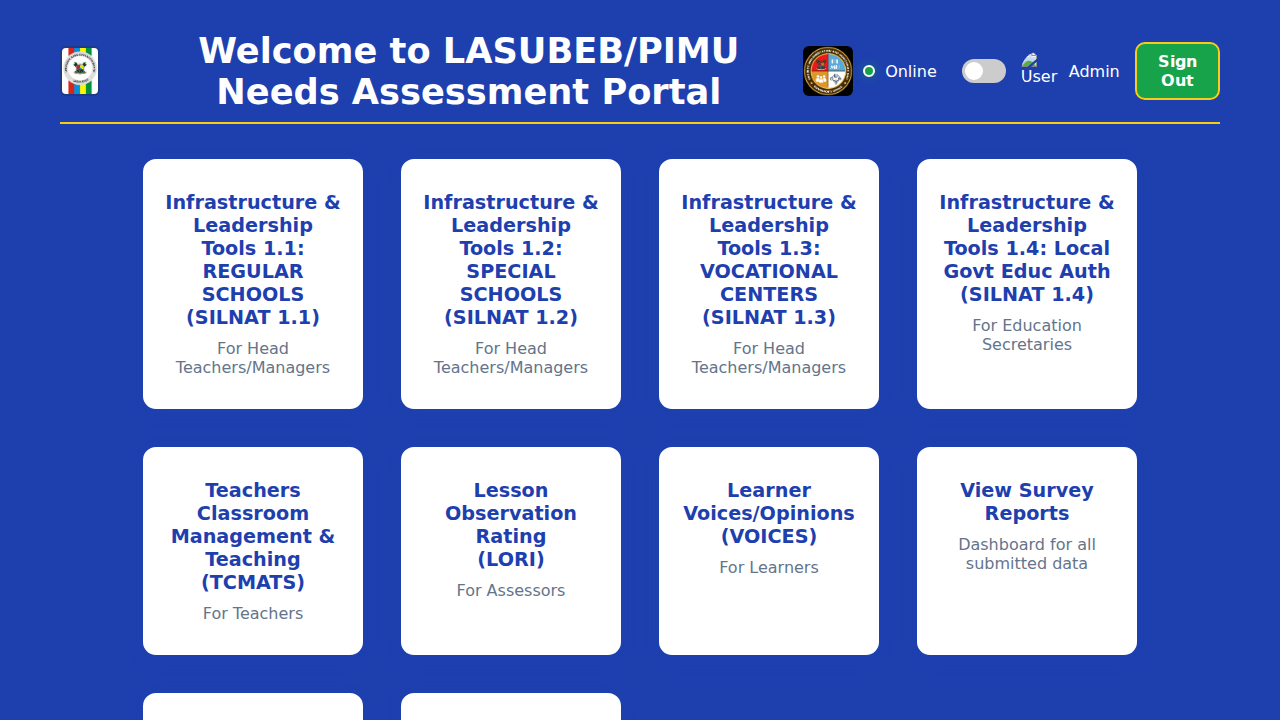 Welcome to LASUBEB/PIMU
Needs Assessment Portal
Online
User
Admin
Sign
Out
Infrastructure &
Leadership
Tools 1.1:
REGULAR
SCHOOLS
(SILNAT 1.1)
For Head
Teachers/Managers
Infrastructure &
Leadership
Tools 1.2:
SPECIAL
SCHOOLS
(SILNAT 1.2)
For Head
Teachers/Managers
Infrastructure &
Leadership
Tools 1.3:
VOCATIONAL
CENTERS
(SILNAT 1.3)
For Head
Teachers/Managers
Infrastructure &
Leadership
Tools 1.4: Local
Govt Educ Auth
(SILNAT 1.4)
For Education
Secretaries
Teachers
Classroom
Management &
Teaching
(TCMATS)
For Teachers
Lesson
Observation
Rating
(LORI)
For Assessors
Learner
Voices/Opinions
(VOICES)
For Learners
View Survey
Reports
Dashboard for all
submitted data